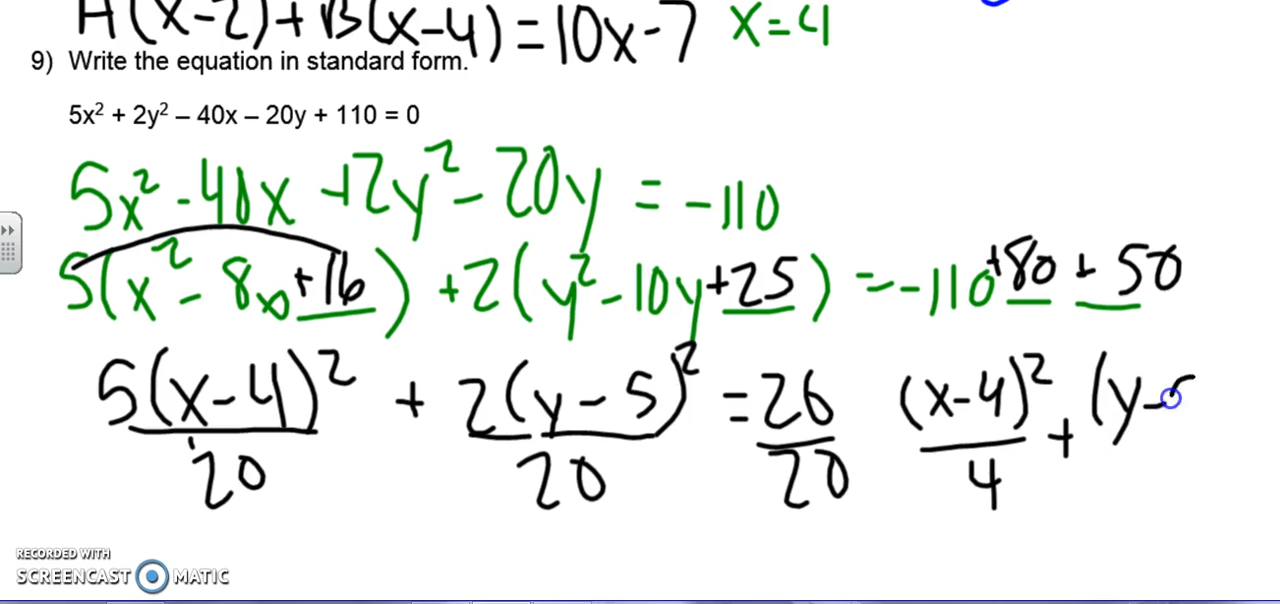 A(x-2)+B(x-4)=10x-7 x=4
9) Write the equation in standard form.
5x² + 2y² – 40x – 20y + 110 = 0
5x² -40x +2y² -20y = -110
5(x² - 8x +16) +2(y² -10y +25) = -110 +80 + 50
5(x-4)²/20 + 2(y-5)²/20 = 20/20 (x-4)²/4 + (y-5
RECORDED WITH
SCREENCAST MATIC